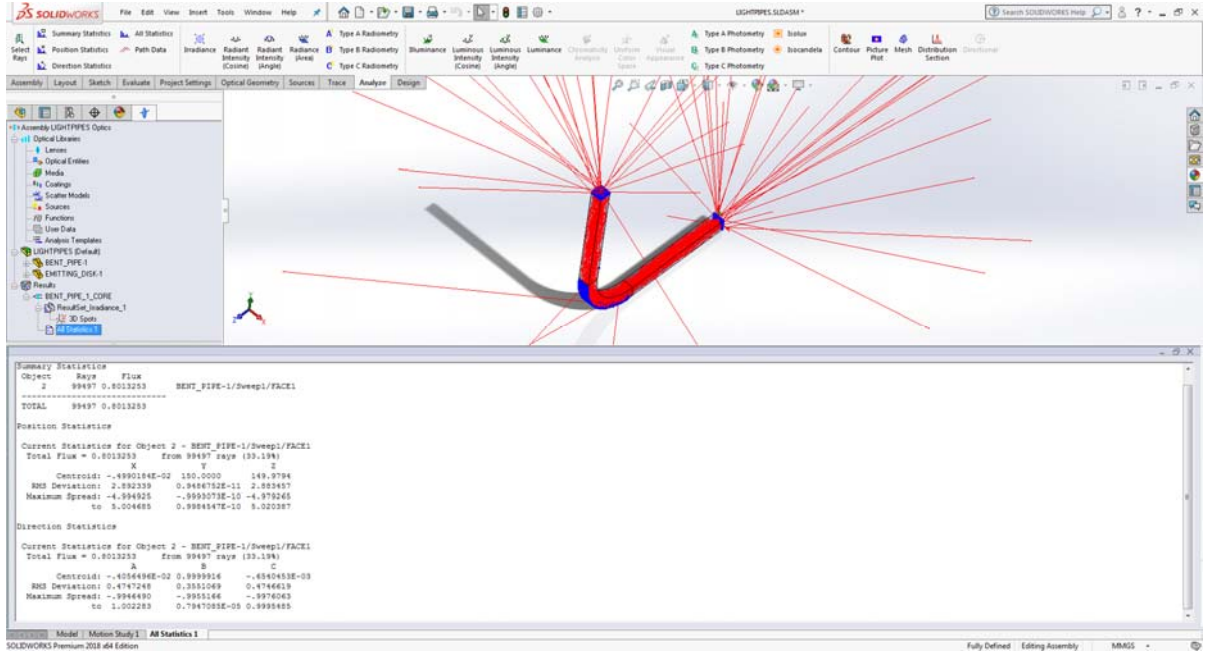 SOLIDWORKS File Edit View Insert Tools Window Help LIGHTPIPES.SLDASM * Search SOLIDWORKS Help
Select Rays
Summary Statistics
All Statistics
Position Statistics
Path Data
Direction Statistics
Irradiance
Radiant Intensity (Cosine)
Radiant Intensity (Angle)
Radiance (Area)
A Type A Radiometry
B Type B Radiometry
C Type C Radiometry
Illuminance
Luminous Intensity (Cosine)
Luminous Intensity (Angle)
Luminance
Chromaticity Analysis
Uniform Color Space
Visual Appearance
Type A Photometry
Type B Photometry
Type C Photometry
Isolux
Isocandela
Contour
Picture Plot
Mesh
Distribution Section
Directional
Assembly Layout Sketch Evaluate Project Settings Optical Geometry Sources Trace Analyze Design
Assembly LIGHTPIPES Optics
Optical Libraries
Lenses
Optical Entities
Media
Coatings
Scatter Models
Sources
Functions
User Data
Analysis Templates
LIGHTPIPES (Default)
BENT_PIPE-1
EMITTING_DISK-1
Results
BENT_PIPE_1_CORE
ResultSet_Irradiance_1
3D Spots
All Statistics 1
Summary Statistics
Object Rays Flux
2 99497 0.8013253 BENT_PIPE-1/Sweep1/FACE1
-----------------------------
TOTAL 99497 0.8013253
Position Statistics
Current Statistics for Object 2 - BENT_PIPE-1/Sweep1/FACE1
Total Flux = 0.8013253 from 99497 rays (33.19%)
X Y Z
Centroid: -.4990184E-02 150.0000 149.9794
RMS Deviation: 2.892339 0.9486752E-11 2.883457
Maximum Spread: -4.994925 -.9993073E-10 -4.979265
to 5.004685 0.9984547E-10 5.020387
Direction Statistics
Current Statistics for Object 2 - BENT_PIPE-1/Sweep1/FACE1
Total Flux = 0.8013253 from 99497 rays (33.19%)
A B C
Centroid: -.4056496E-02 0.9999916 -.6540453E-03
RMS Deviation: 0.4747248 0.3551069 0.4746619
Maximum Spread: -.9946490 -.9955166 -.9976063
to 1.002283 0.7947085E-05 0.9995485
Model Motion Study 1 All Statistics 1
SOLIDWORKS Premium 2018 x64 Edition Fully Defined Editing Assembly MMGS